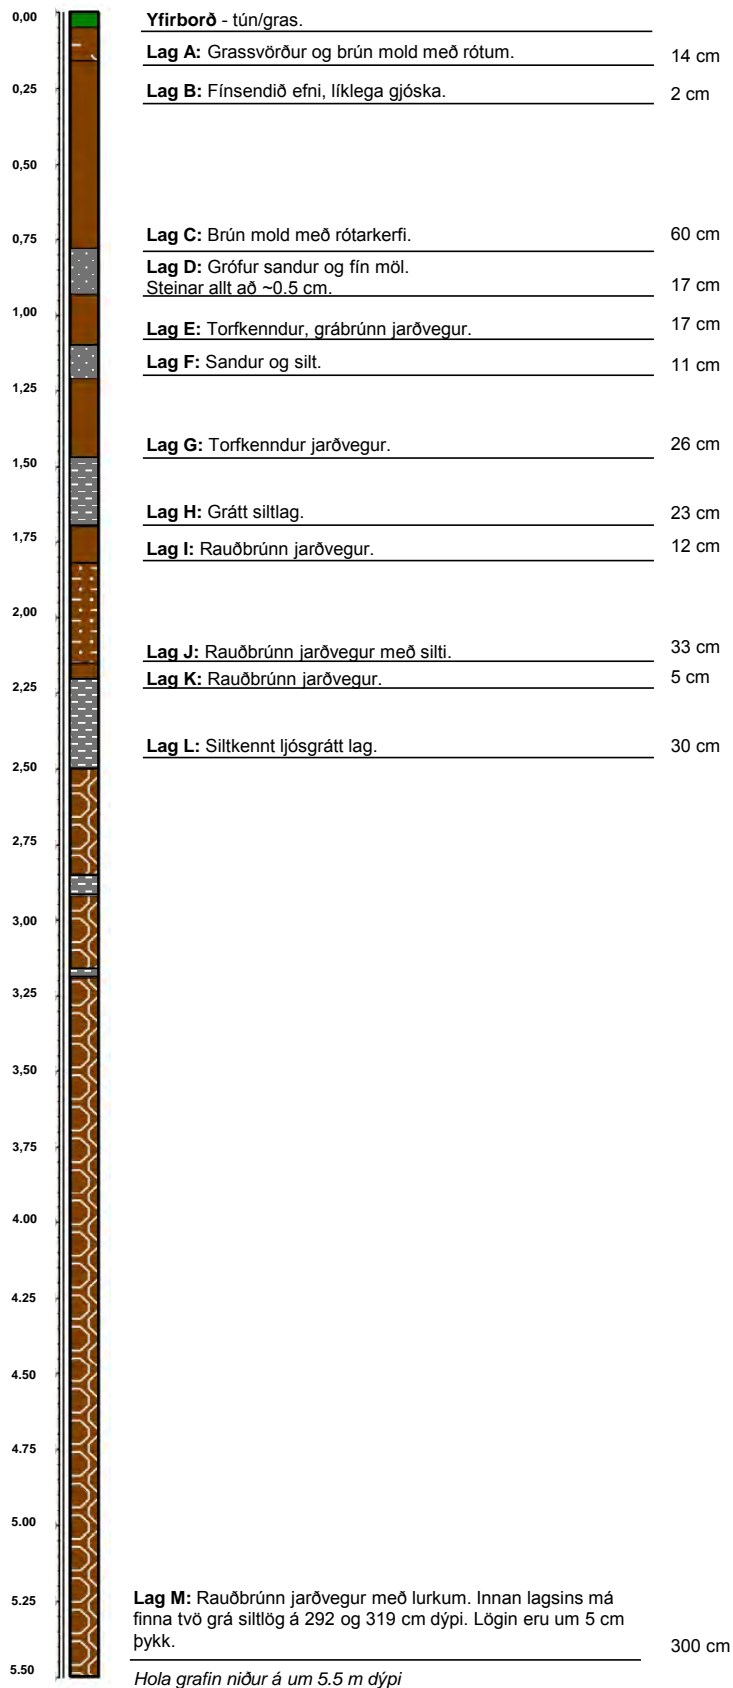 0,00
Yfirborð - tún/gras.
Lag A: Grassvörður og brún mold með rótum. 14 cm
0,25
Lag B: Fínsendið efni, líklega gjóska. 2 cm
0,50
0,75
Lag C: Brún mold með rótarkerfi. 60 cm
Lag D: Grófur sandur og fín möl.
Steinar allt að ~0.5 cm. 17 cm
1,00
Lag E: Torfkenndur, grábrúnn jarðvegur. 17 cm
Lag F: Sandur og silt. 11 cm
1,25
Lag G: Torfkenndur jarðvegur. 26 cm
1,50
Lag H: Grátt siltlag. 23 cm
1,75
Lag I: Rauðbrúnn jarðvegur. 12 cm
2,00
Lag J: Rauðbrúnn jarðvegur með silti. 33 cm
Lag K: Rauðbrúnn jarðvegur. 5 cm
2,25
Lag L: Siltkennt ljósgrátt lag. 30 cm
2,50
2,75
3,00
3,25
3,50
3,75
4.00
4.25
4.50
4.75
5.00
5.25
Lag M: Rauðbrúnn jarðvegur með lurkum. Innan lagsins má
finna tvö grá siltlög á 292 og 319 cm dýpi. Lögin eru um 5 cm
þykk. 300 cm
5.50
Hola grafin niður á um 5.5 m dýpi